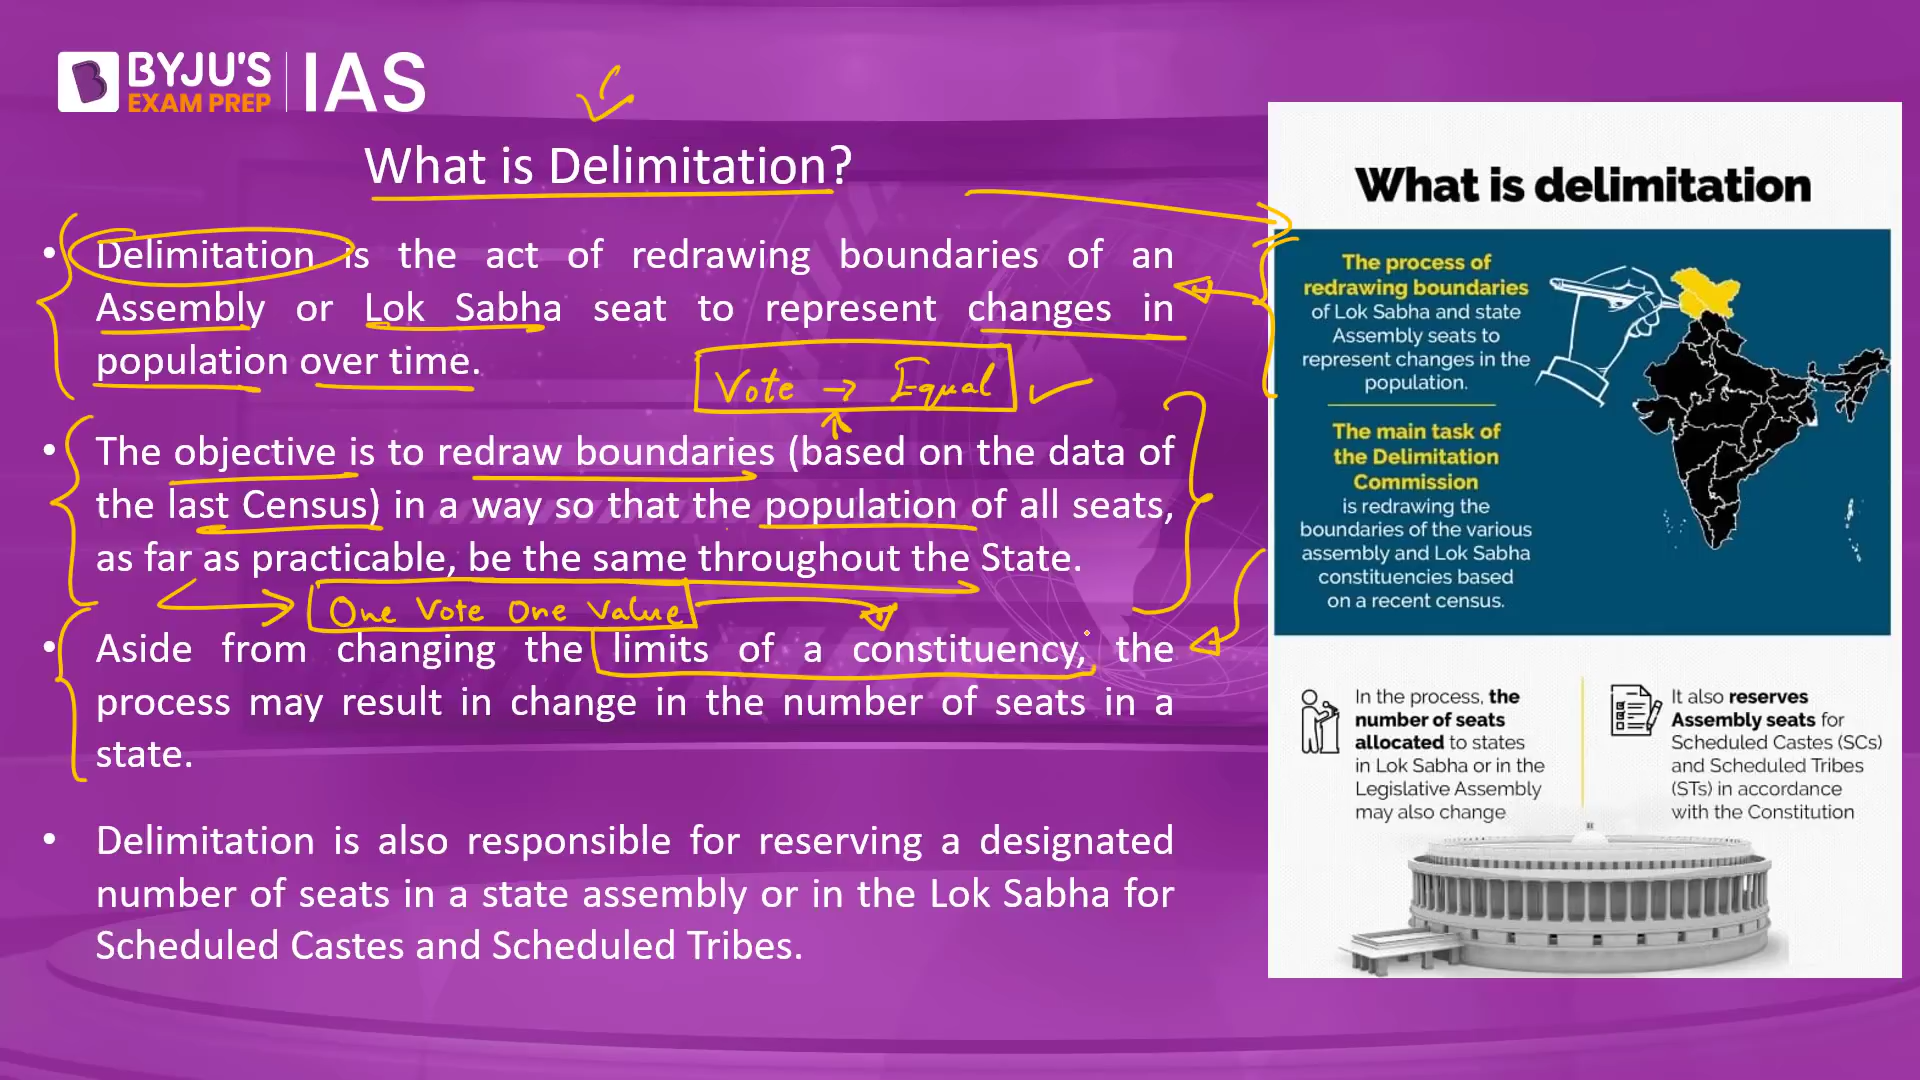 BYJU'S
EXAM PREP
IAS
What is Delimitation?
• Delimitation is the act of redrawing boundaries of an
Assembly or Lok Sabha seat to represent changes in
population over time.
Vote → Equal
• The objective is to redraw boundaries (based on the data of
the last Census) in a way so that the population of all seats,
as far as practicable, be the same throughout the State.
One Vote One Value
• Aside from changing the limits of a constituency, the
process may result in change in the number of seats in a
state.
• Delimitation is also responsible for reserving a designated
number of seats in a state assembly or in the Lok Sabha for
Scheduled Castes and Scheduled Tribes.
What is delimitation
The process of
redrawing boundaries
of Lok Sabha and state
Assembly seats to
represent changes in the
population.
The main task of
the Delimitation
Commission
is redrawing the
boundaries of the various
assembly and Lok Sabha
constituencies based
on a recent census.
In the process, the
number of seats
allocated to states
in Lok Sabha or in the
Legislative Assembly
may also change
It also reserves
Assembly seats for
Scheduled Castes (SCs)
and Scheduled Tribes
(STs) in accordance
with the Constitution